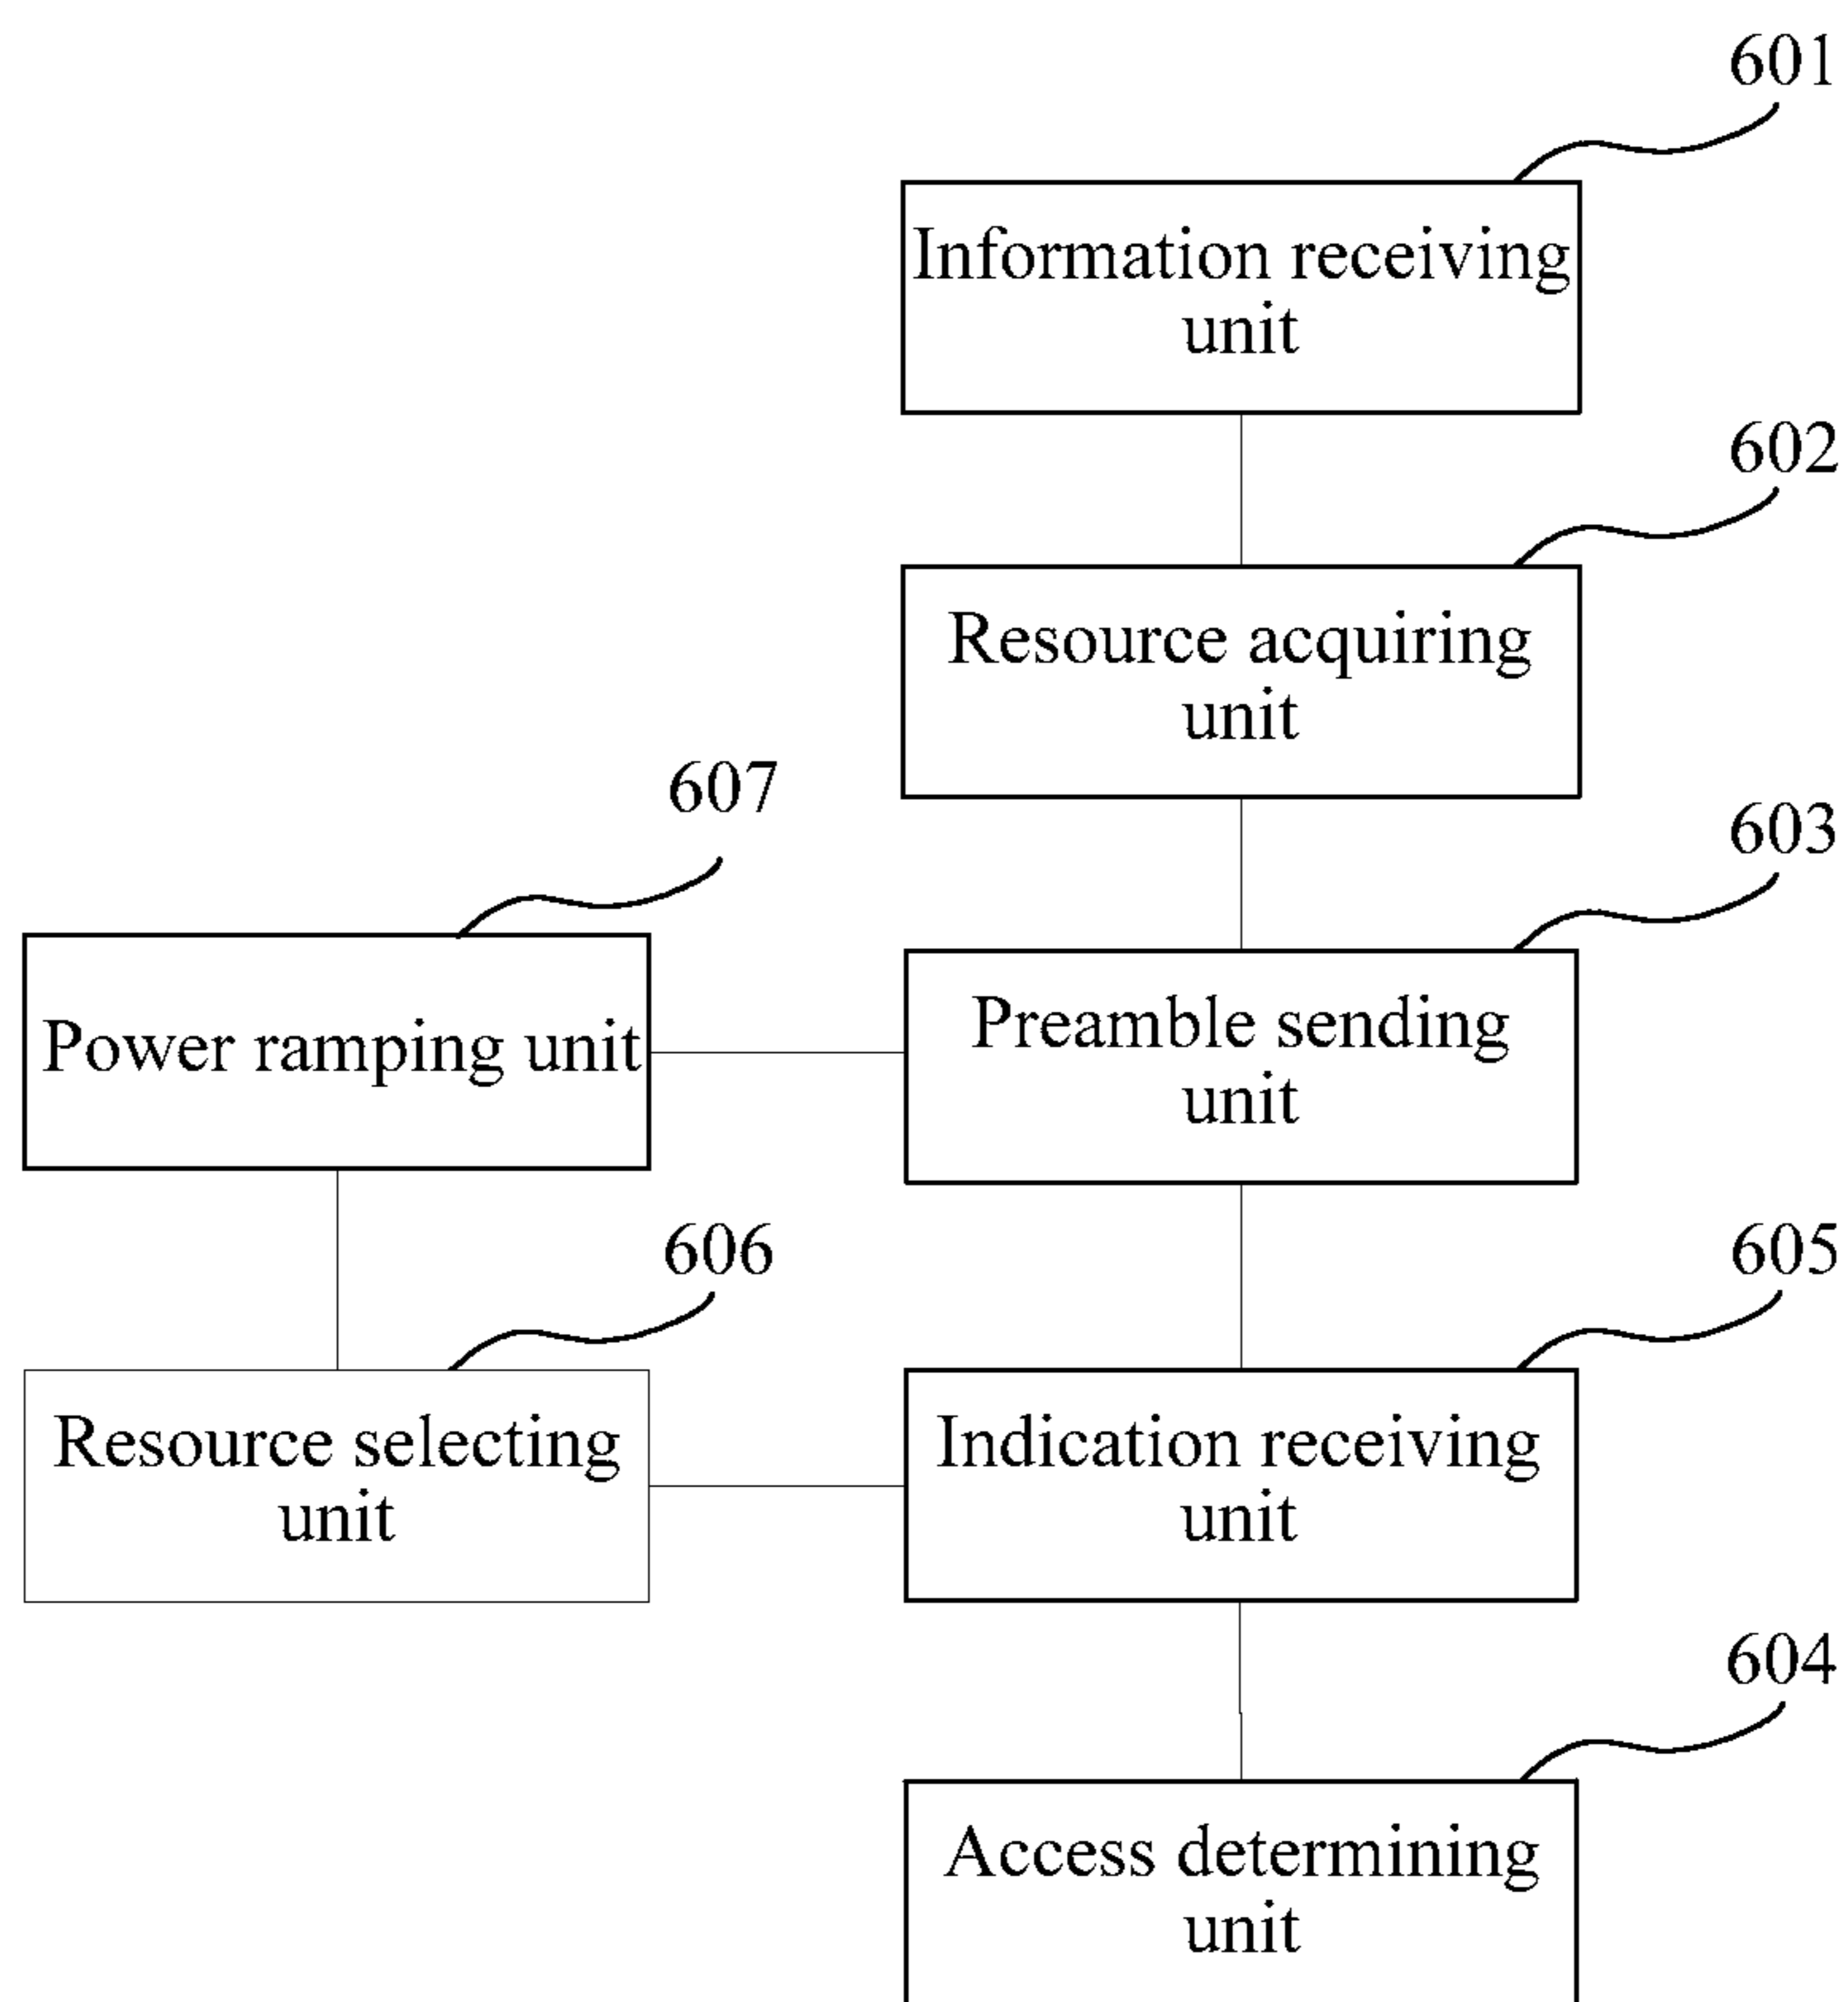 601
Information receiving
unit
602
Resource acquiring
unit
607
603
Power ramping unit
Preamble sending
unit
606
605
Resource selecting
unit
Indication receiving
unit
604
Access determining
unit